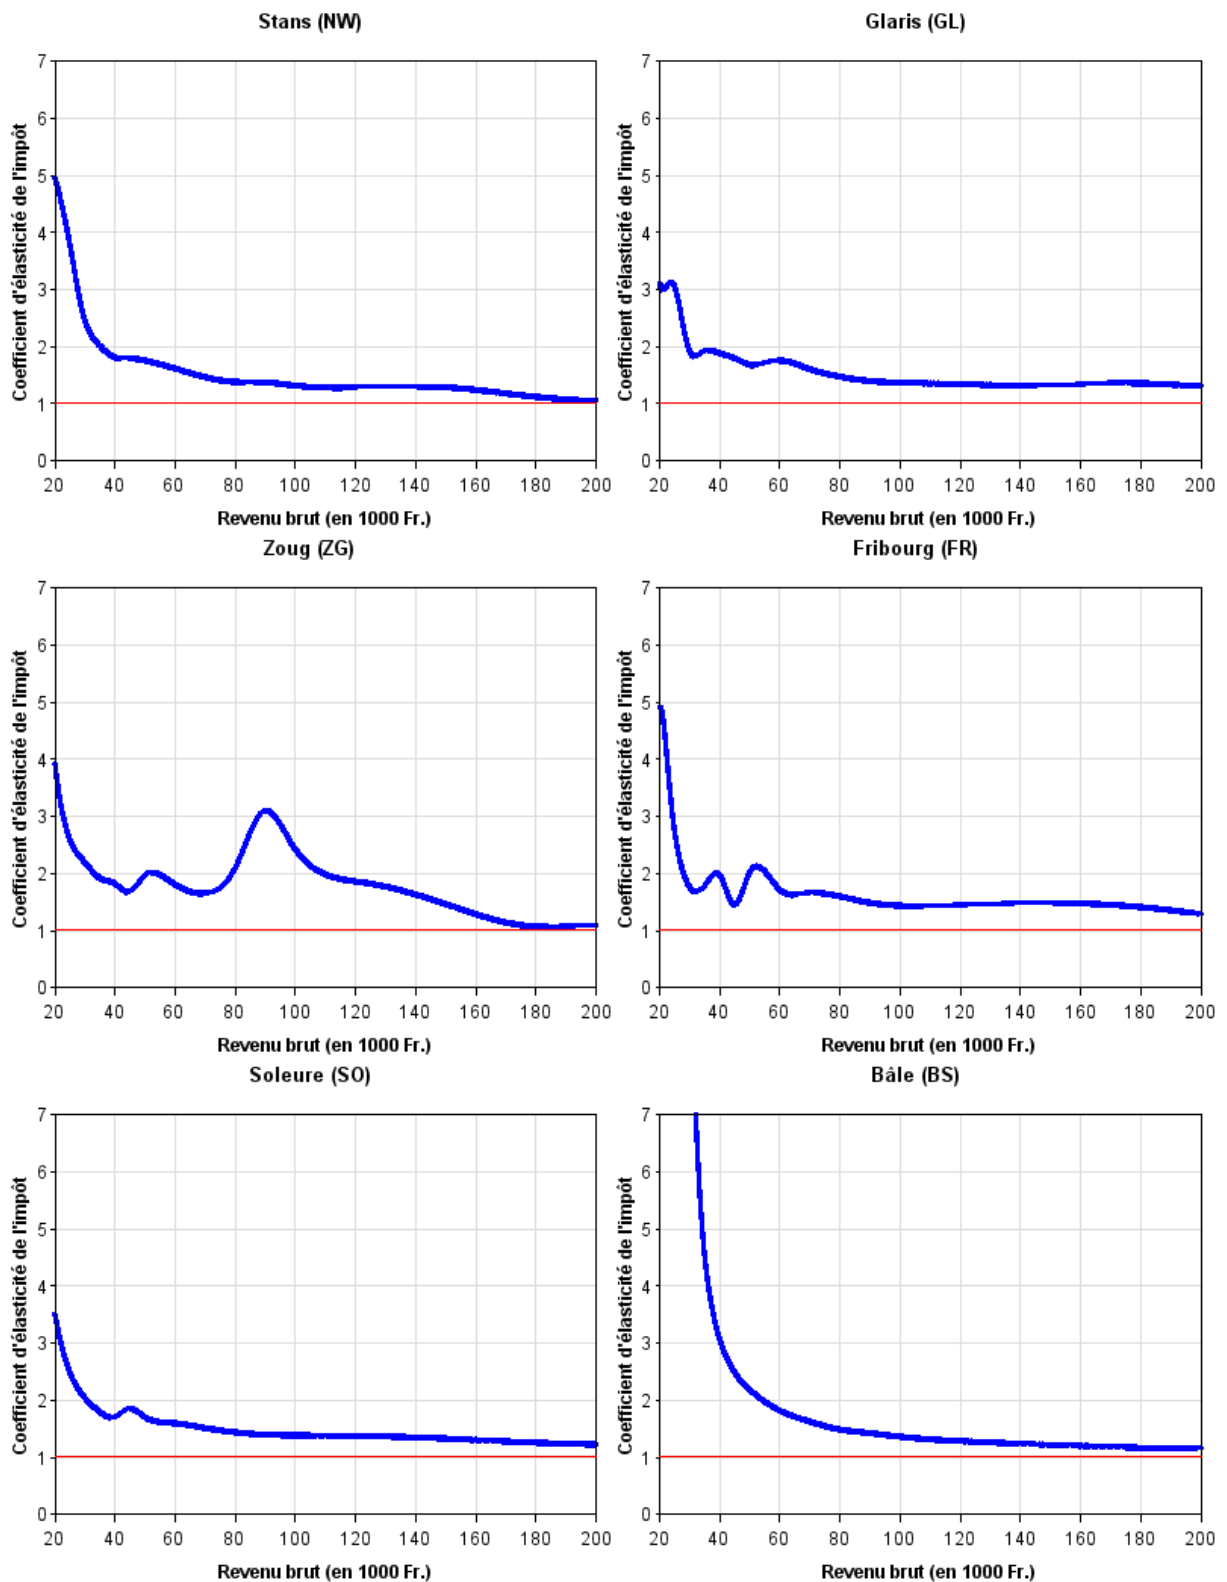 Stans (NW)
Coefficient d'élasticité de l'impôt
7
6
5
4
3
2
1
0
20 40 60 80 100 120 140 160 180 200
Revenu brut (en 1000 Fr.)
Glaris (GL)
Coefficient d'élasticité de l'impôt
7
6
5
4
3
2
1
0
20 40 60 80 100 120 140 160 180 200
Revenu brut (en 1000 Fr.)
Zoug (ZG)
Coefficient d'élasticité de l'impôt
7
6
5
4
3
2
1
0
20 40 60 80 100 120 140 160 180 200
Revenu brut (en 1000 Fr.)
Fribourg (FR)
Coefficient d'élasticité de l'impôt
7
6
5
4
3
2
1
0
20 40 60 80 100 120 140 160 180 200
Revenu brut (en 1000 Fr.)
Soleure (SO)
Coefficient d'élasticité de l'impôt
7
6
5
4
3
2
1
0
20 40 60 80 100 120 140 160 180 200
Revenu brut (en 1000 Fr.)
Bâle (BS)
Coefficient d'élasticité de l'impôt
7
6
5
4
3
2
1
0
20 40 60 80 100 120 140 160 180 200
Revenu brut (en 1000 Fr.)